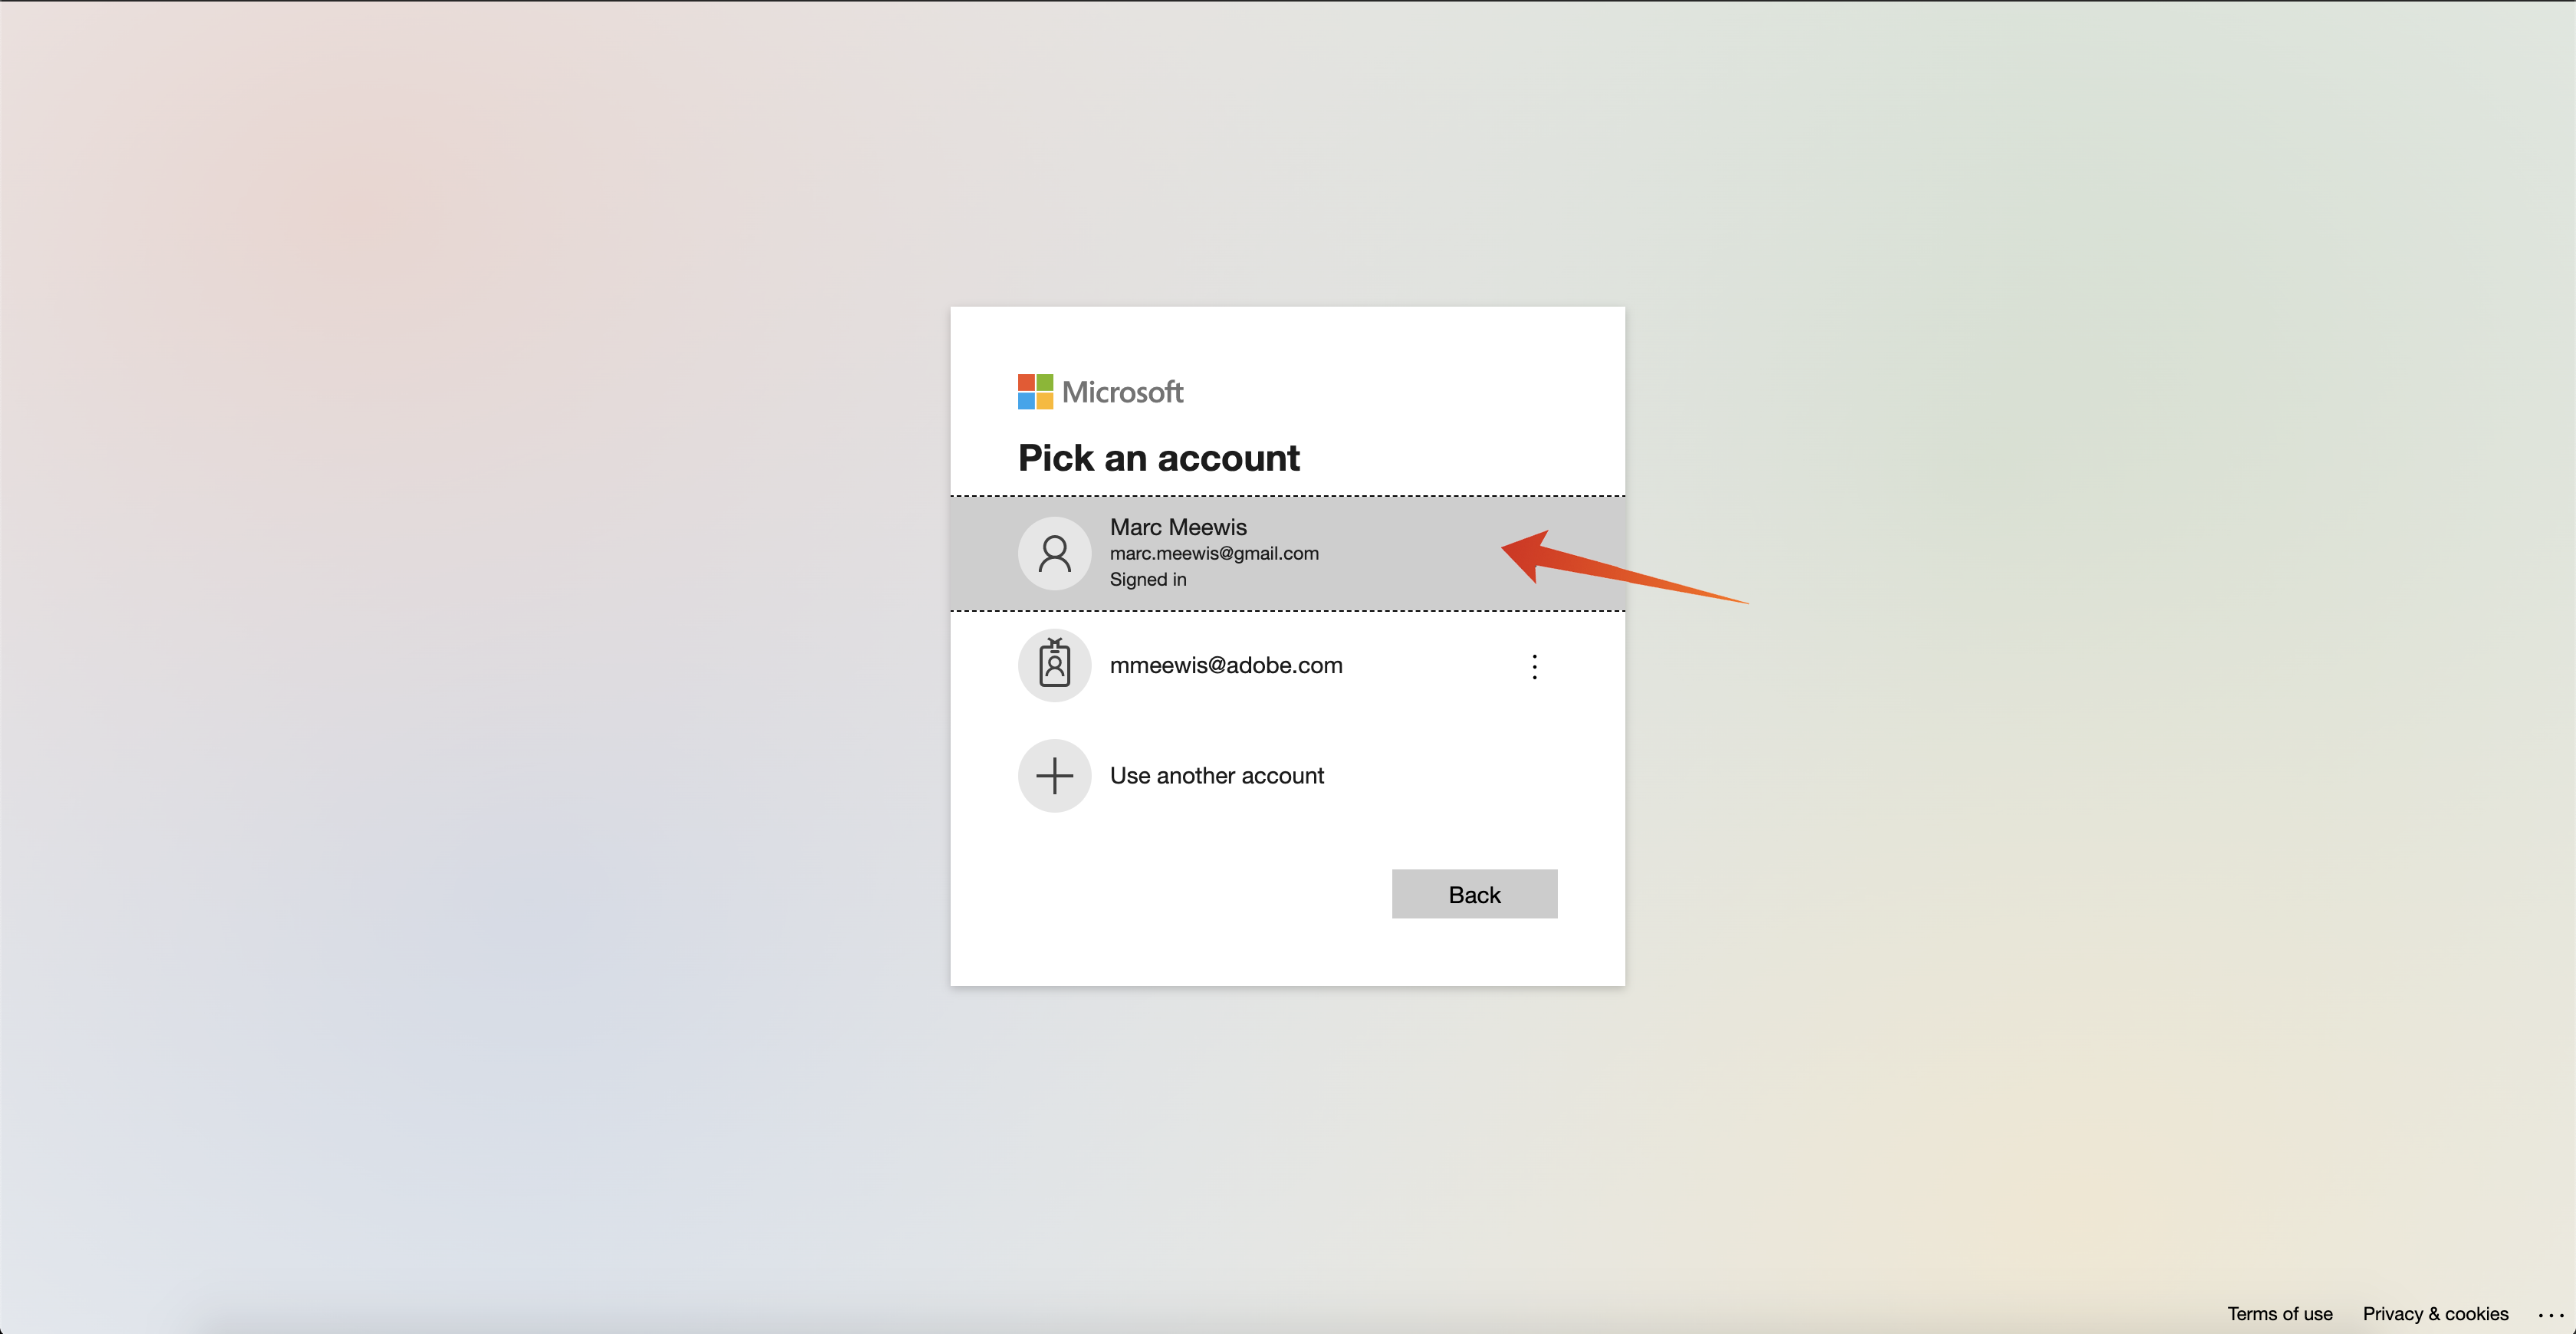 Microsoft
Pick an account
Marc Meewis
marc.meewis@gmail.com
Signed in
mmeewis@adobe.com
Use another account
Back
Terms of use
Privacy & cookies